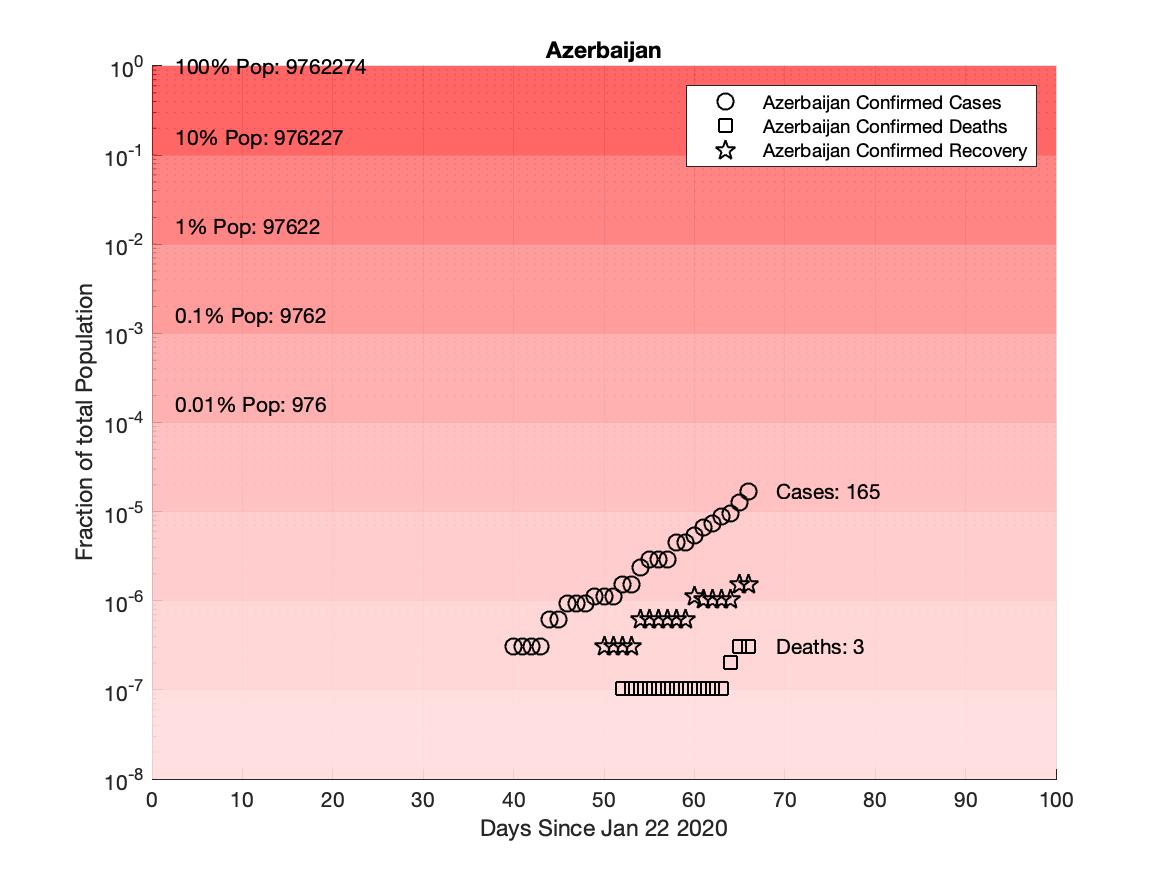 Azerbaijan
10^0
100% Pop: 9762274
Azerbaijan Confirmed Cases
Azerbaijan Confirmed Deaths
Azerbaijan Confirmed Recovery
10% Pop: 976227
10^-1
1% Pop: 97622
10^-2
0.1% Pop: 9762
10^-3
0.01% Pop: 976
10^-4
Cases: 165
10^-5
10^-6
Deaths: 3
10^-7
10^-8
Fraction of total Population
0 10 20 30 40 50 60 70 80 90 100
Days Since Jan 22 2020